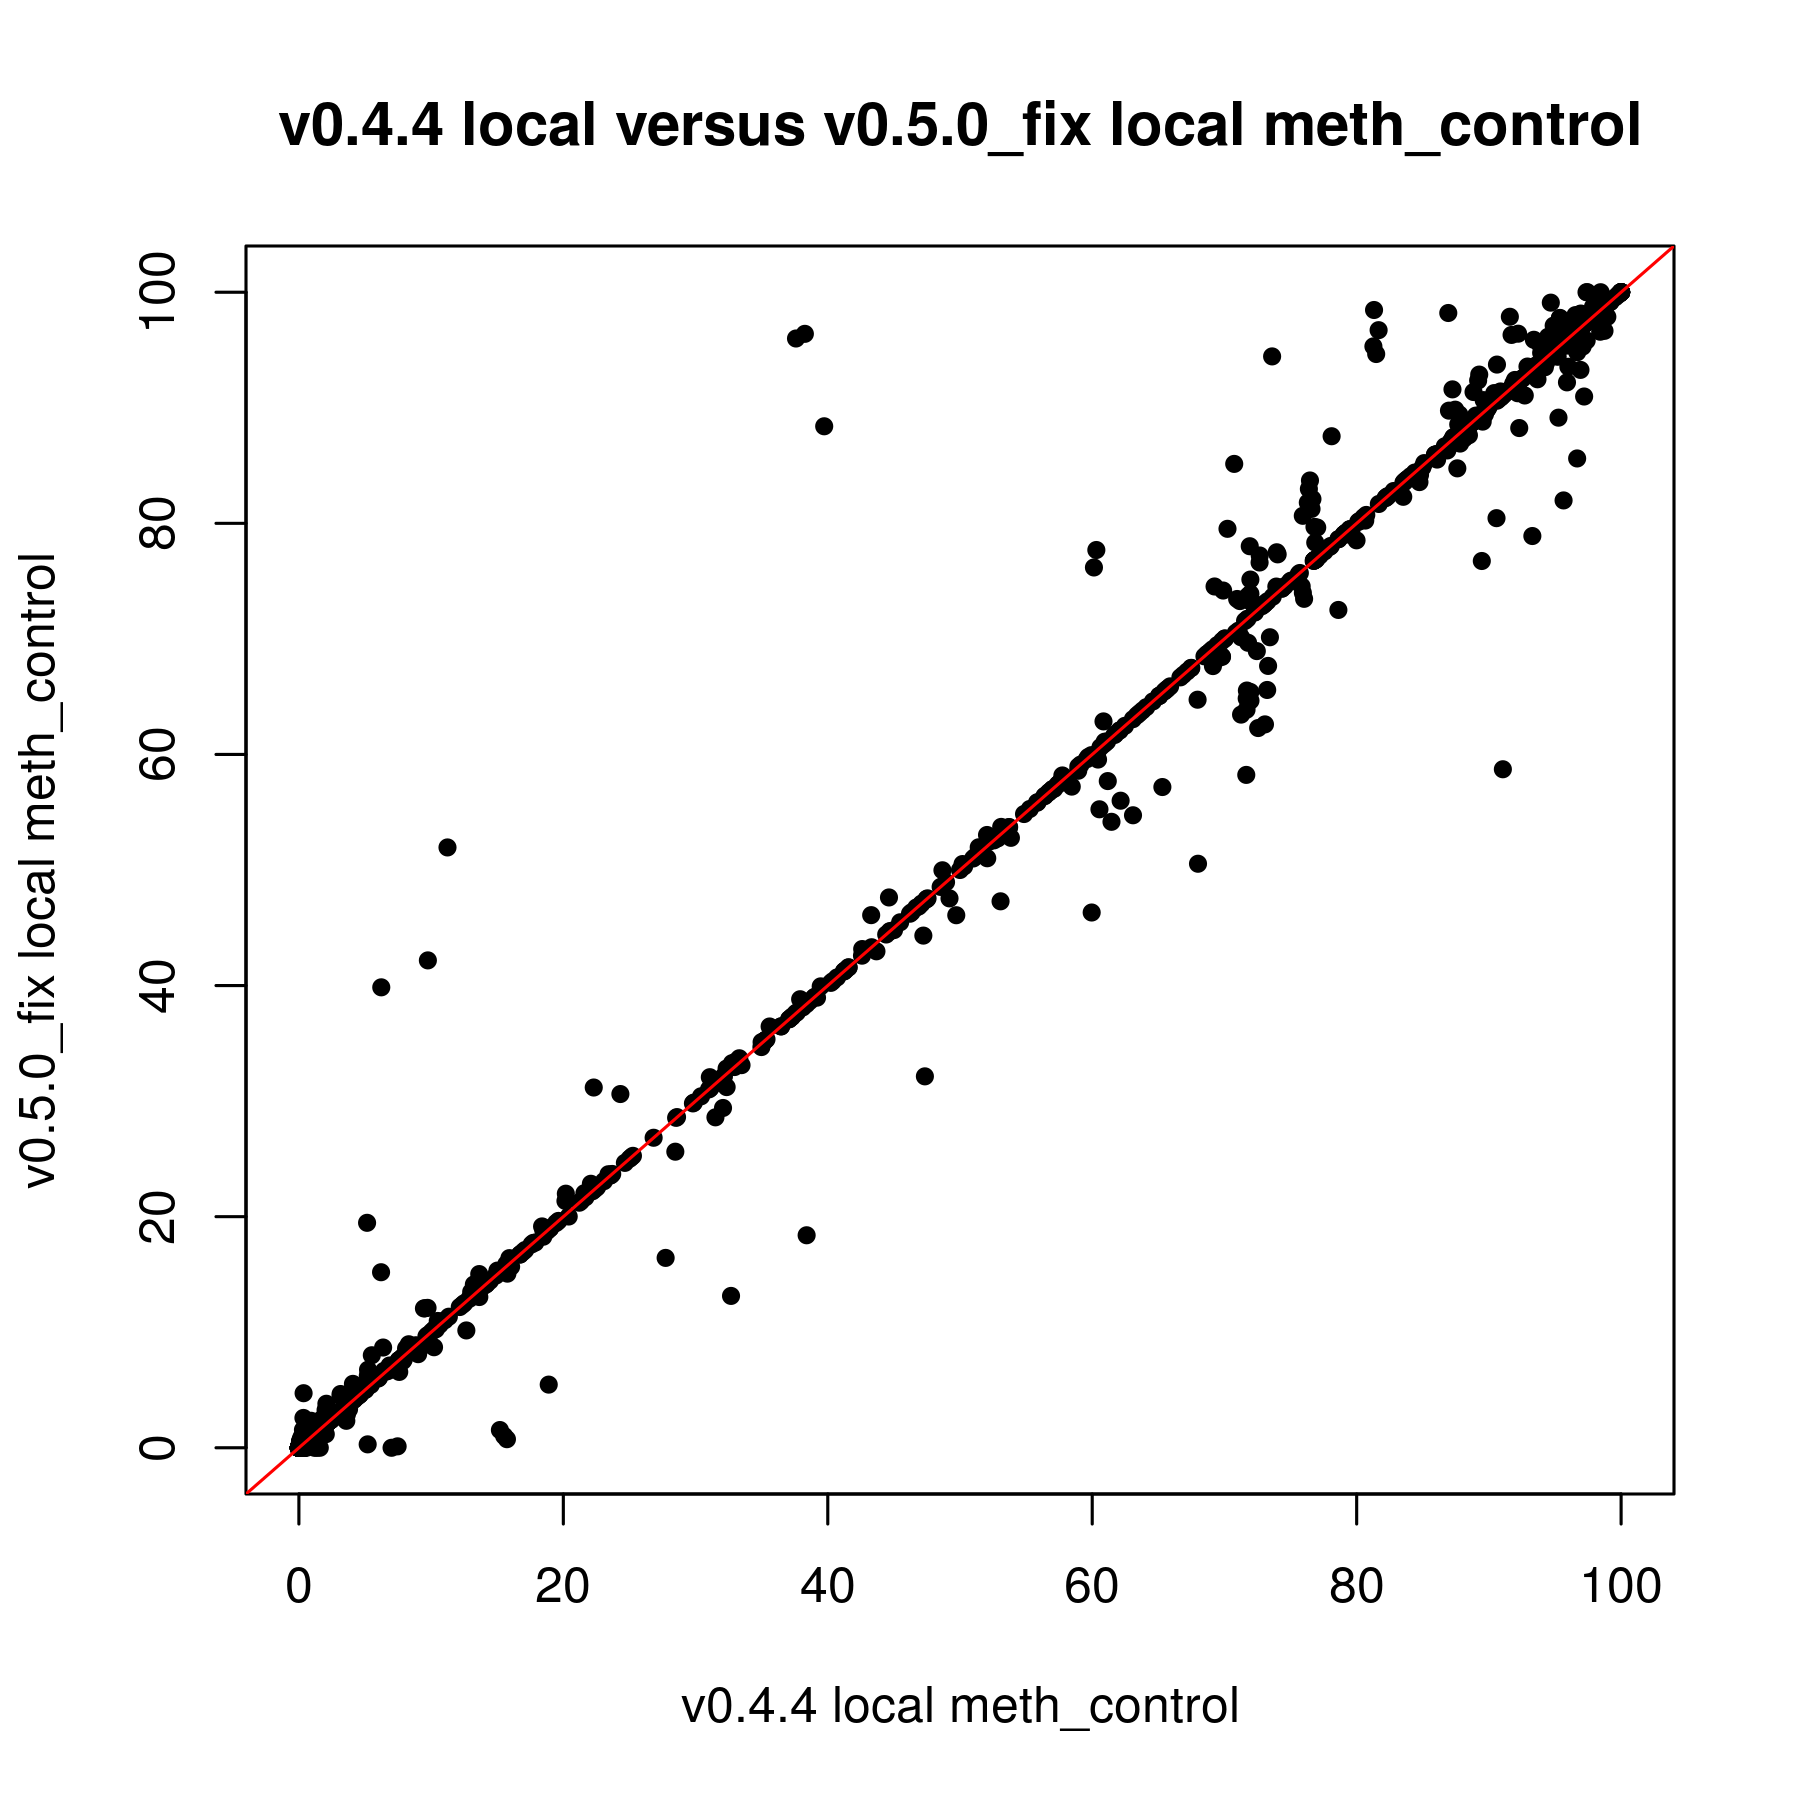 v0.4.4 local versus v0.5.0_fix local meth_control
v0.5.0_fix local meth_control
100
80
60
40
20
0
0 20 40 60 80 100
v0.4.4 local meth_control